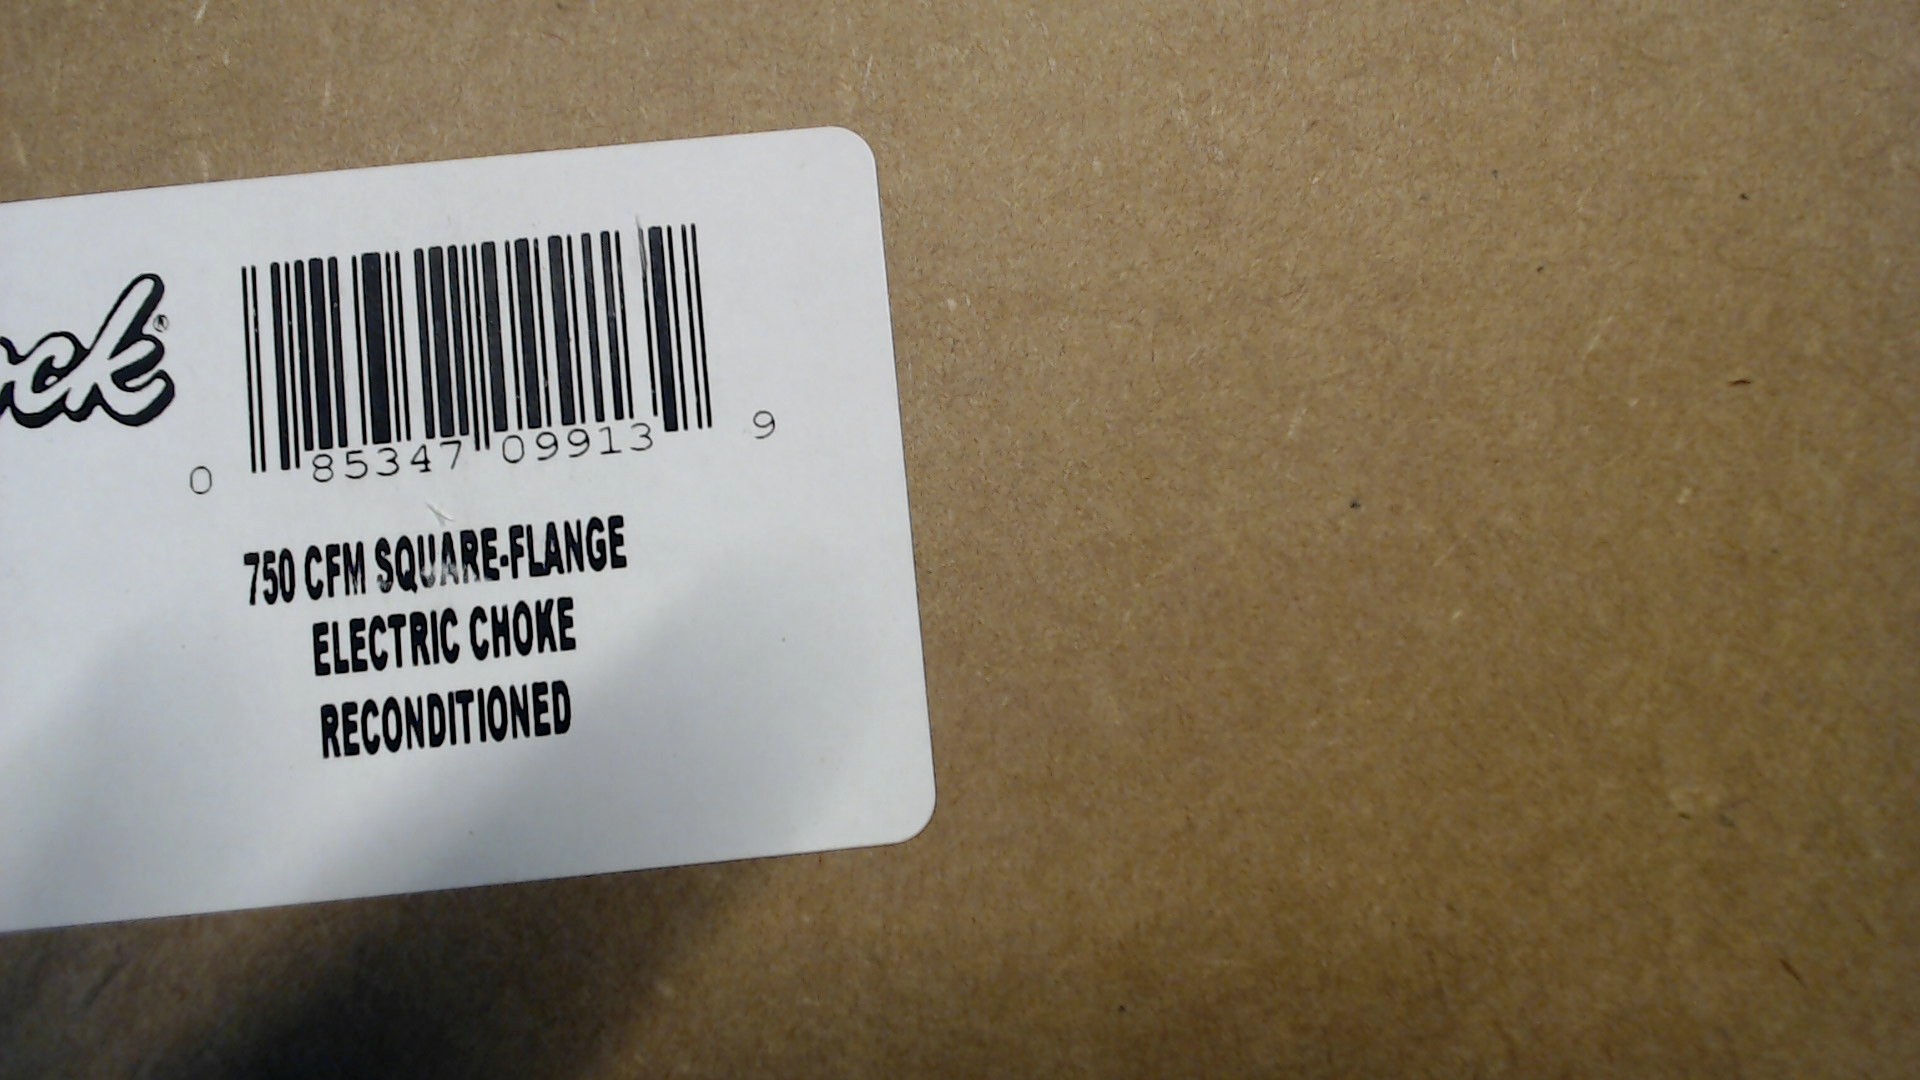 ock®
0 85347 09913 9
750 CFM SQUARE-FLANGE
ELECTRIC CHOKE
RECONDITIONED